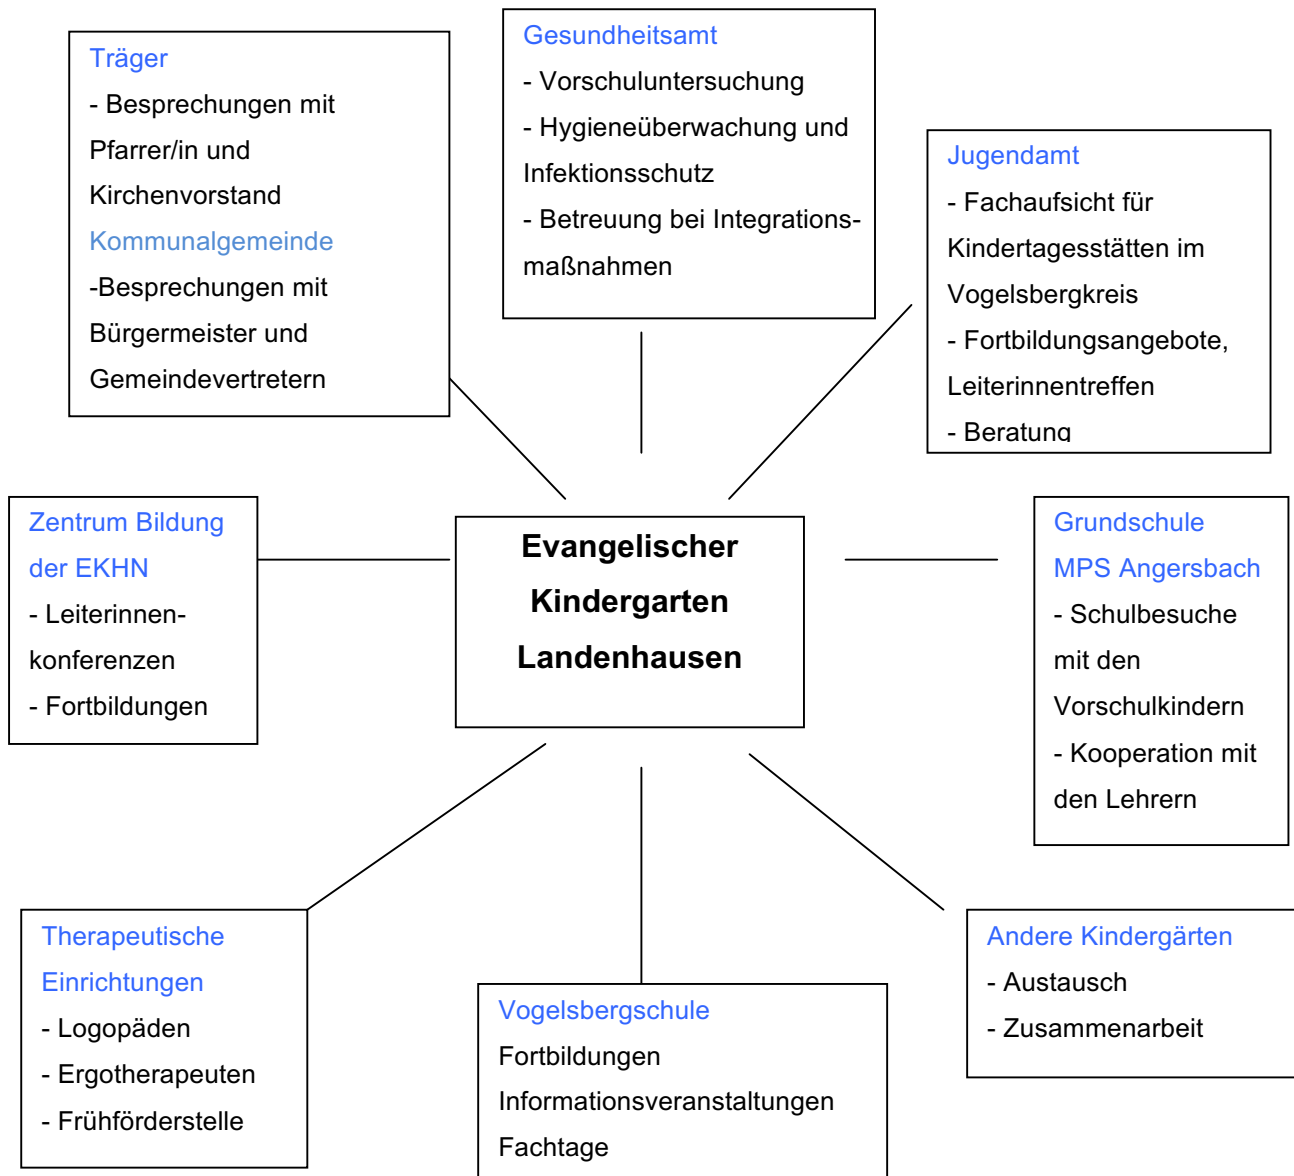 Träger
- Besprechungen mit
Pfarrer/in und
Kirchenvorstand
Kommunalgemeinde
-Besprechungen mit
Bürgermeister und
Gemeindevertretern
Gesundheitsamt
- Vorschuluntersuchung
- Hygieneüberwachung und
Infektionsschutz
- Betreuung bei Integrations-
maßnahmen
Jugendamt
- Fachaufsicht für
Kindertagesstätten im
Vogelsbergkreis
- Fortbildungsangebote,
Leiterinnentreffen
- Beratung
Zentrum Bildung
der EKHN
- Leiterinnen-
konferenzen
- Fortbildungen
Evangelischer
Kindergarten
Landenhausen
Grundschule
MPS Angersbach
- Schulbesuche
mit den
Vorschulkindern
- Kooperation mit
den Lehrern
Therapeutische
Einrichtungen
- Logopäden
- Ergotherapeuten
- Frühförderstelle
Vogelsbergschule
Fortbildungen
Informationsveranstaltungen
Fachtage
Andere Kindergärten
- Austausch
- Zusammenarbeit